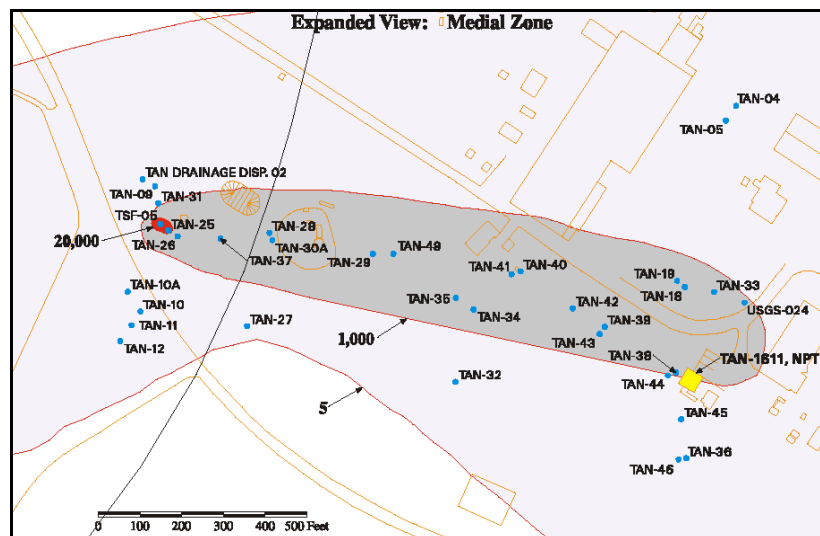 Expanded View: Medial Zone
TAN-04
TAN-05
TAN DRAINAGE DISP. 02
TAN-09
TAN-31
TSF-05
TAN-25
20,000
TAN-26
TAN-28
TAN-30A
TAN-37
TAN-29
TAN-49
TAN-41
TAN-40
TAN-18
TAN-16
TAN-33
USGS-024
TAN-10A
TAN-10
TAN-11
TAN-12
TAN-27
TAN-35
TAN-34
1,000
TAN-42
TAN-38
TAN-43
TAN-39
TAN-1611, NPT
TAN-44
TAN-32
5
TAN-45
TAN-36
TAN-46
0 100 200 300 400 500 Feet